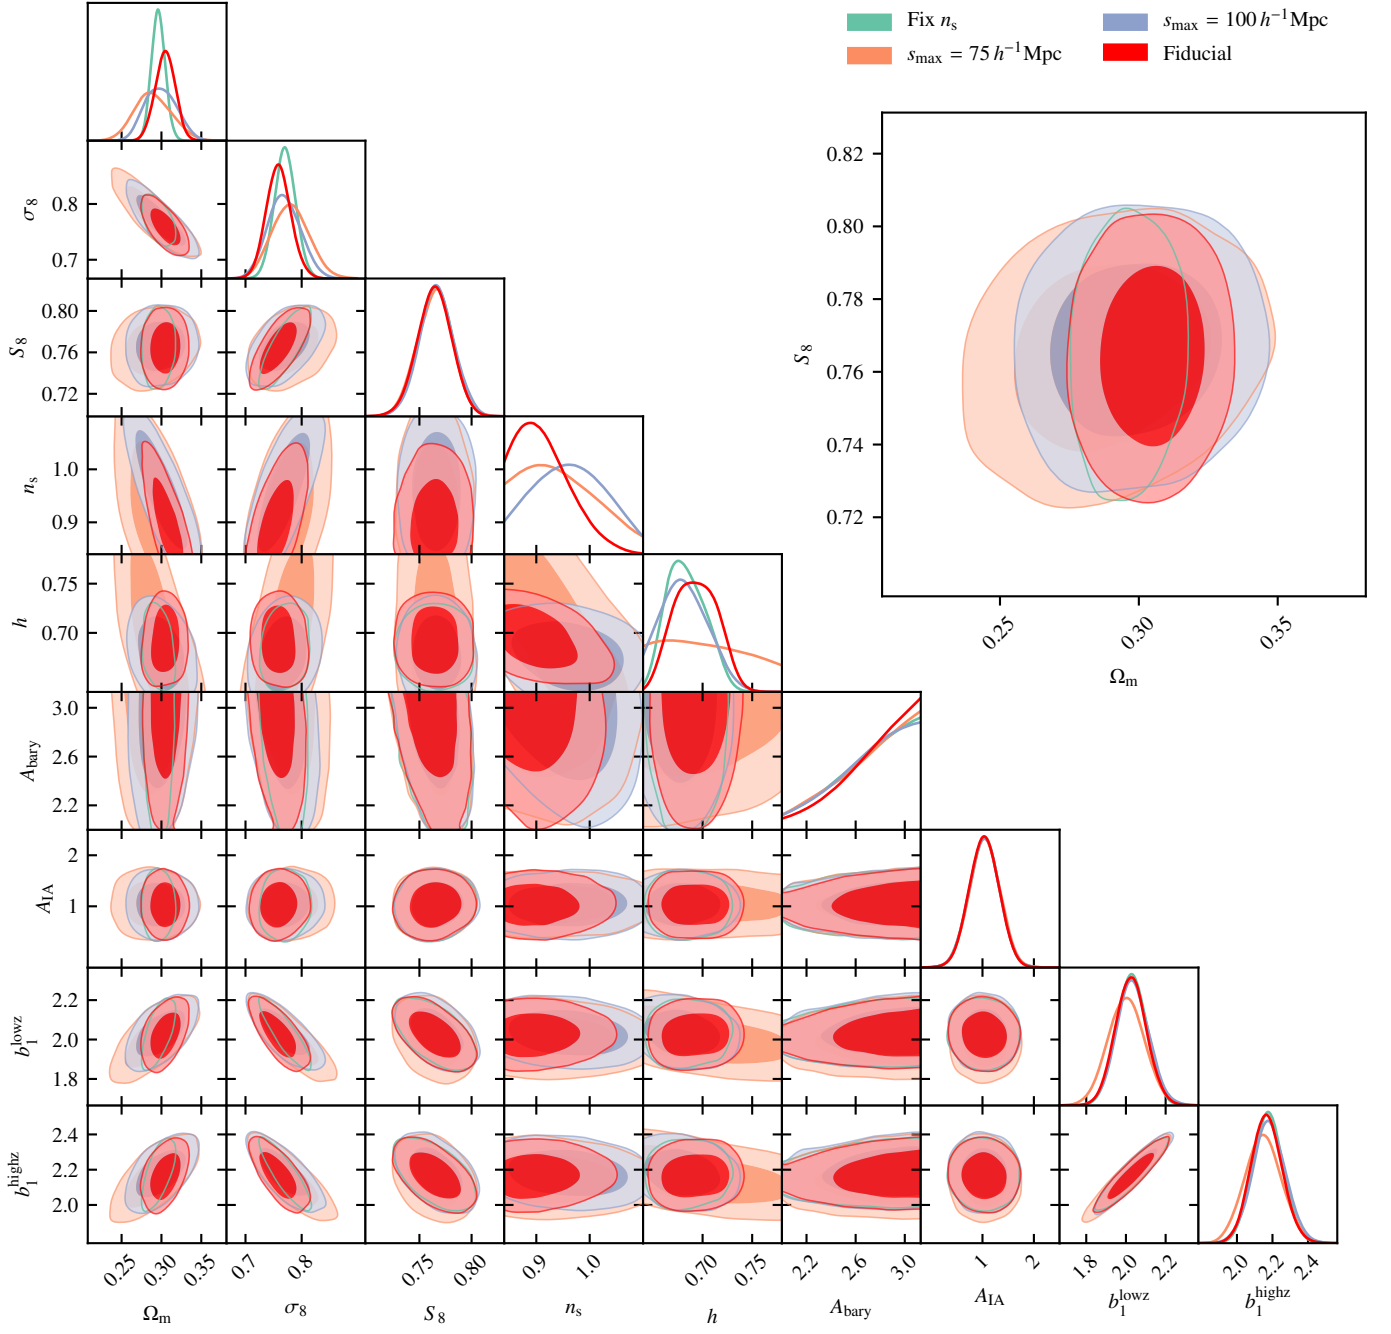 Fix n_s
s_max = 75 h⁻¹Mpc
s_max = 100 h⁻¹Mpc
Fiducial
0.82
0.80
0.78
0.76
0.74
0.72
S_8
0.25 0.30 0.35
Ω_m
σ_8
0.8
0.7
S_8
0.80
0.76
0.72
n_s
1.0
0.9
h
0.75
0.70
A_bary
3.0
2.6
2.2
A_IA
2
1
b_1^lowz
2.2
2.0
1.8
b_1^highz
2.4
2.2
2.0
0.25 0.30 0.35 0.7 0.8 0.72 0.76 0.80 0.9 1.0 0.70 0.75 2.2 2.6 3.0 1 2 1.8 2.0 2.2 2.0 2.2 2.4
Ω_m σ_8 S_8 n_s h A_bary A_IA b_1^lowz b_1^highz